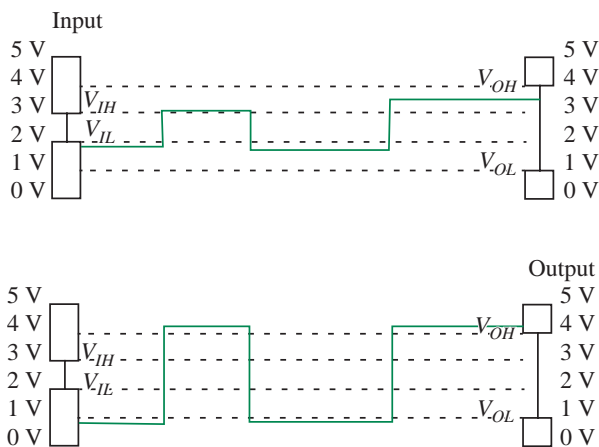 Input
5 V
5 V
4 V
V_OH
4 V
3 V
V_IH
3 V
2 V
V_IL
2 V
1 V
V_OL
1 V
0 V
0 V
Output
5 V
5 V
4 V
V_OH
4 V
3 V
V_IH
3 V
2 V
V_IL
2 V
1 V
V_OL
1 V
0 V
0 V